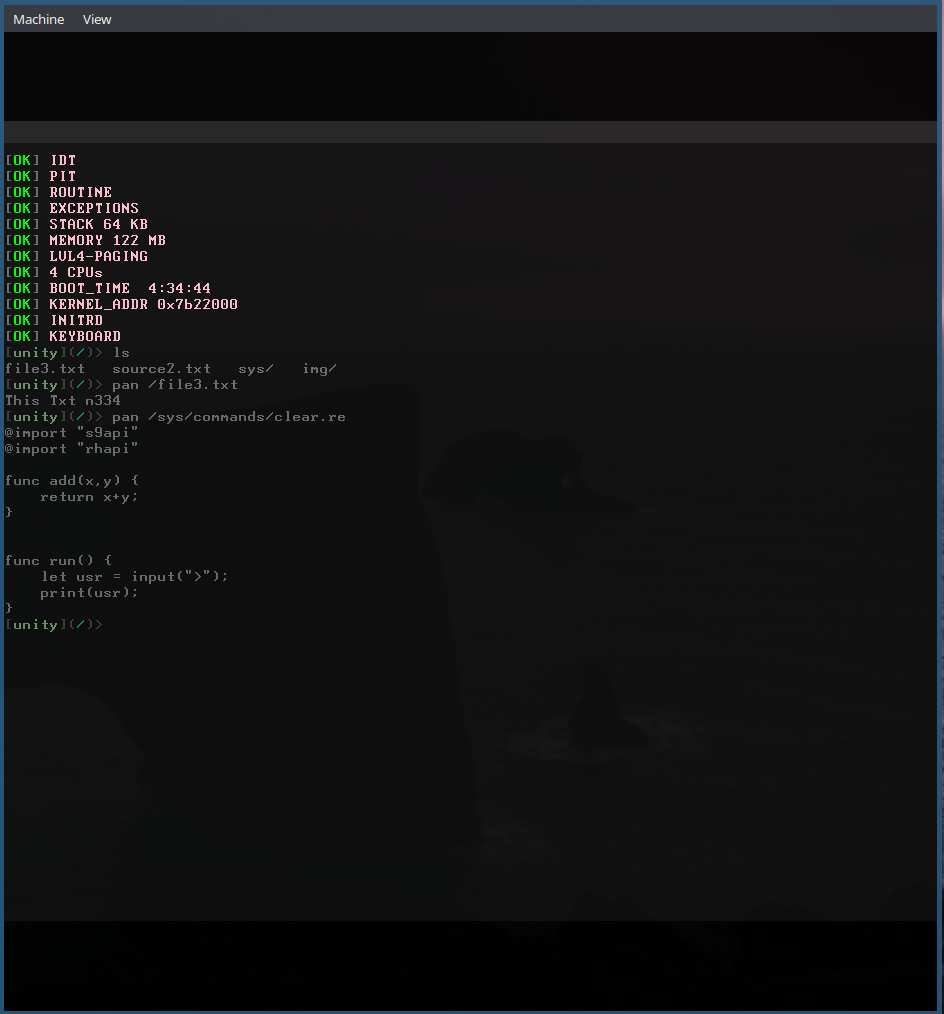 Machine View
[OK] IDT
[OK] PIT
[OK] ROUTINE
[OK] EXCEPTIONS
[OK] STACK 64 KB
[OK] MEMORY 122 MB
[OK] LVL4-PAGING
[OK] 4 CPUs
[OK] BOOT_TIME  4:34:44
[OK] KERNEL_ADDR 0x7b22000
[OK] INITRD
[OK] KEYBOARD
[unity](/)> ls
file3.txt   source2.txt   sys/   img/
[unity](/)> pan /file3.txt
This Txt n334
[unity](/)> pan /sys/commands/clear.re
@import "s9api"
@import "rhapi"
func add(x,y) {
    return x+y;
}
func run() {
    let usr = input(">");
    print(usr);
}
[unity](/)>